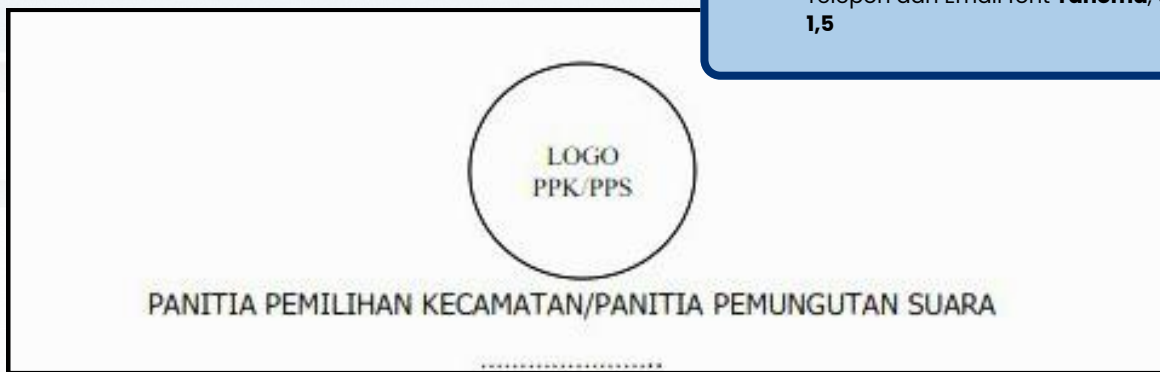 Telepon dan Email font Tahoma,
1,5
LOGO
PPK/PPS
PANITIA PEMILIHAN KECAMATAN/PANITIA PEMUNGUTAN SUARA
........................